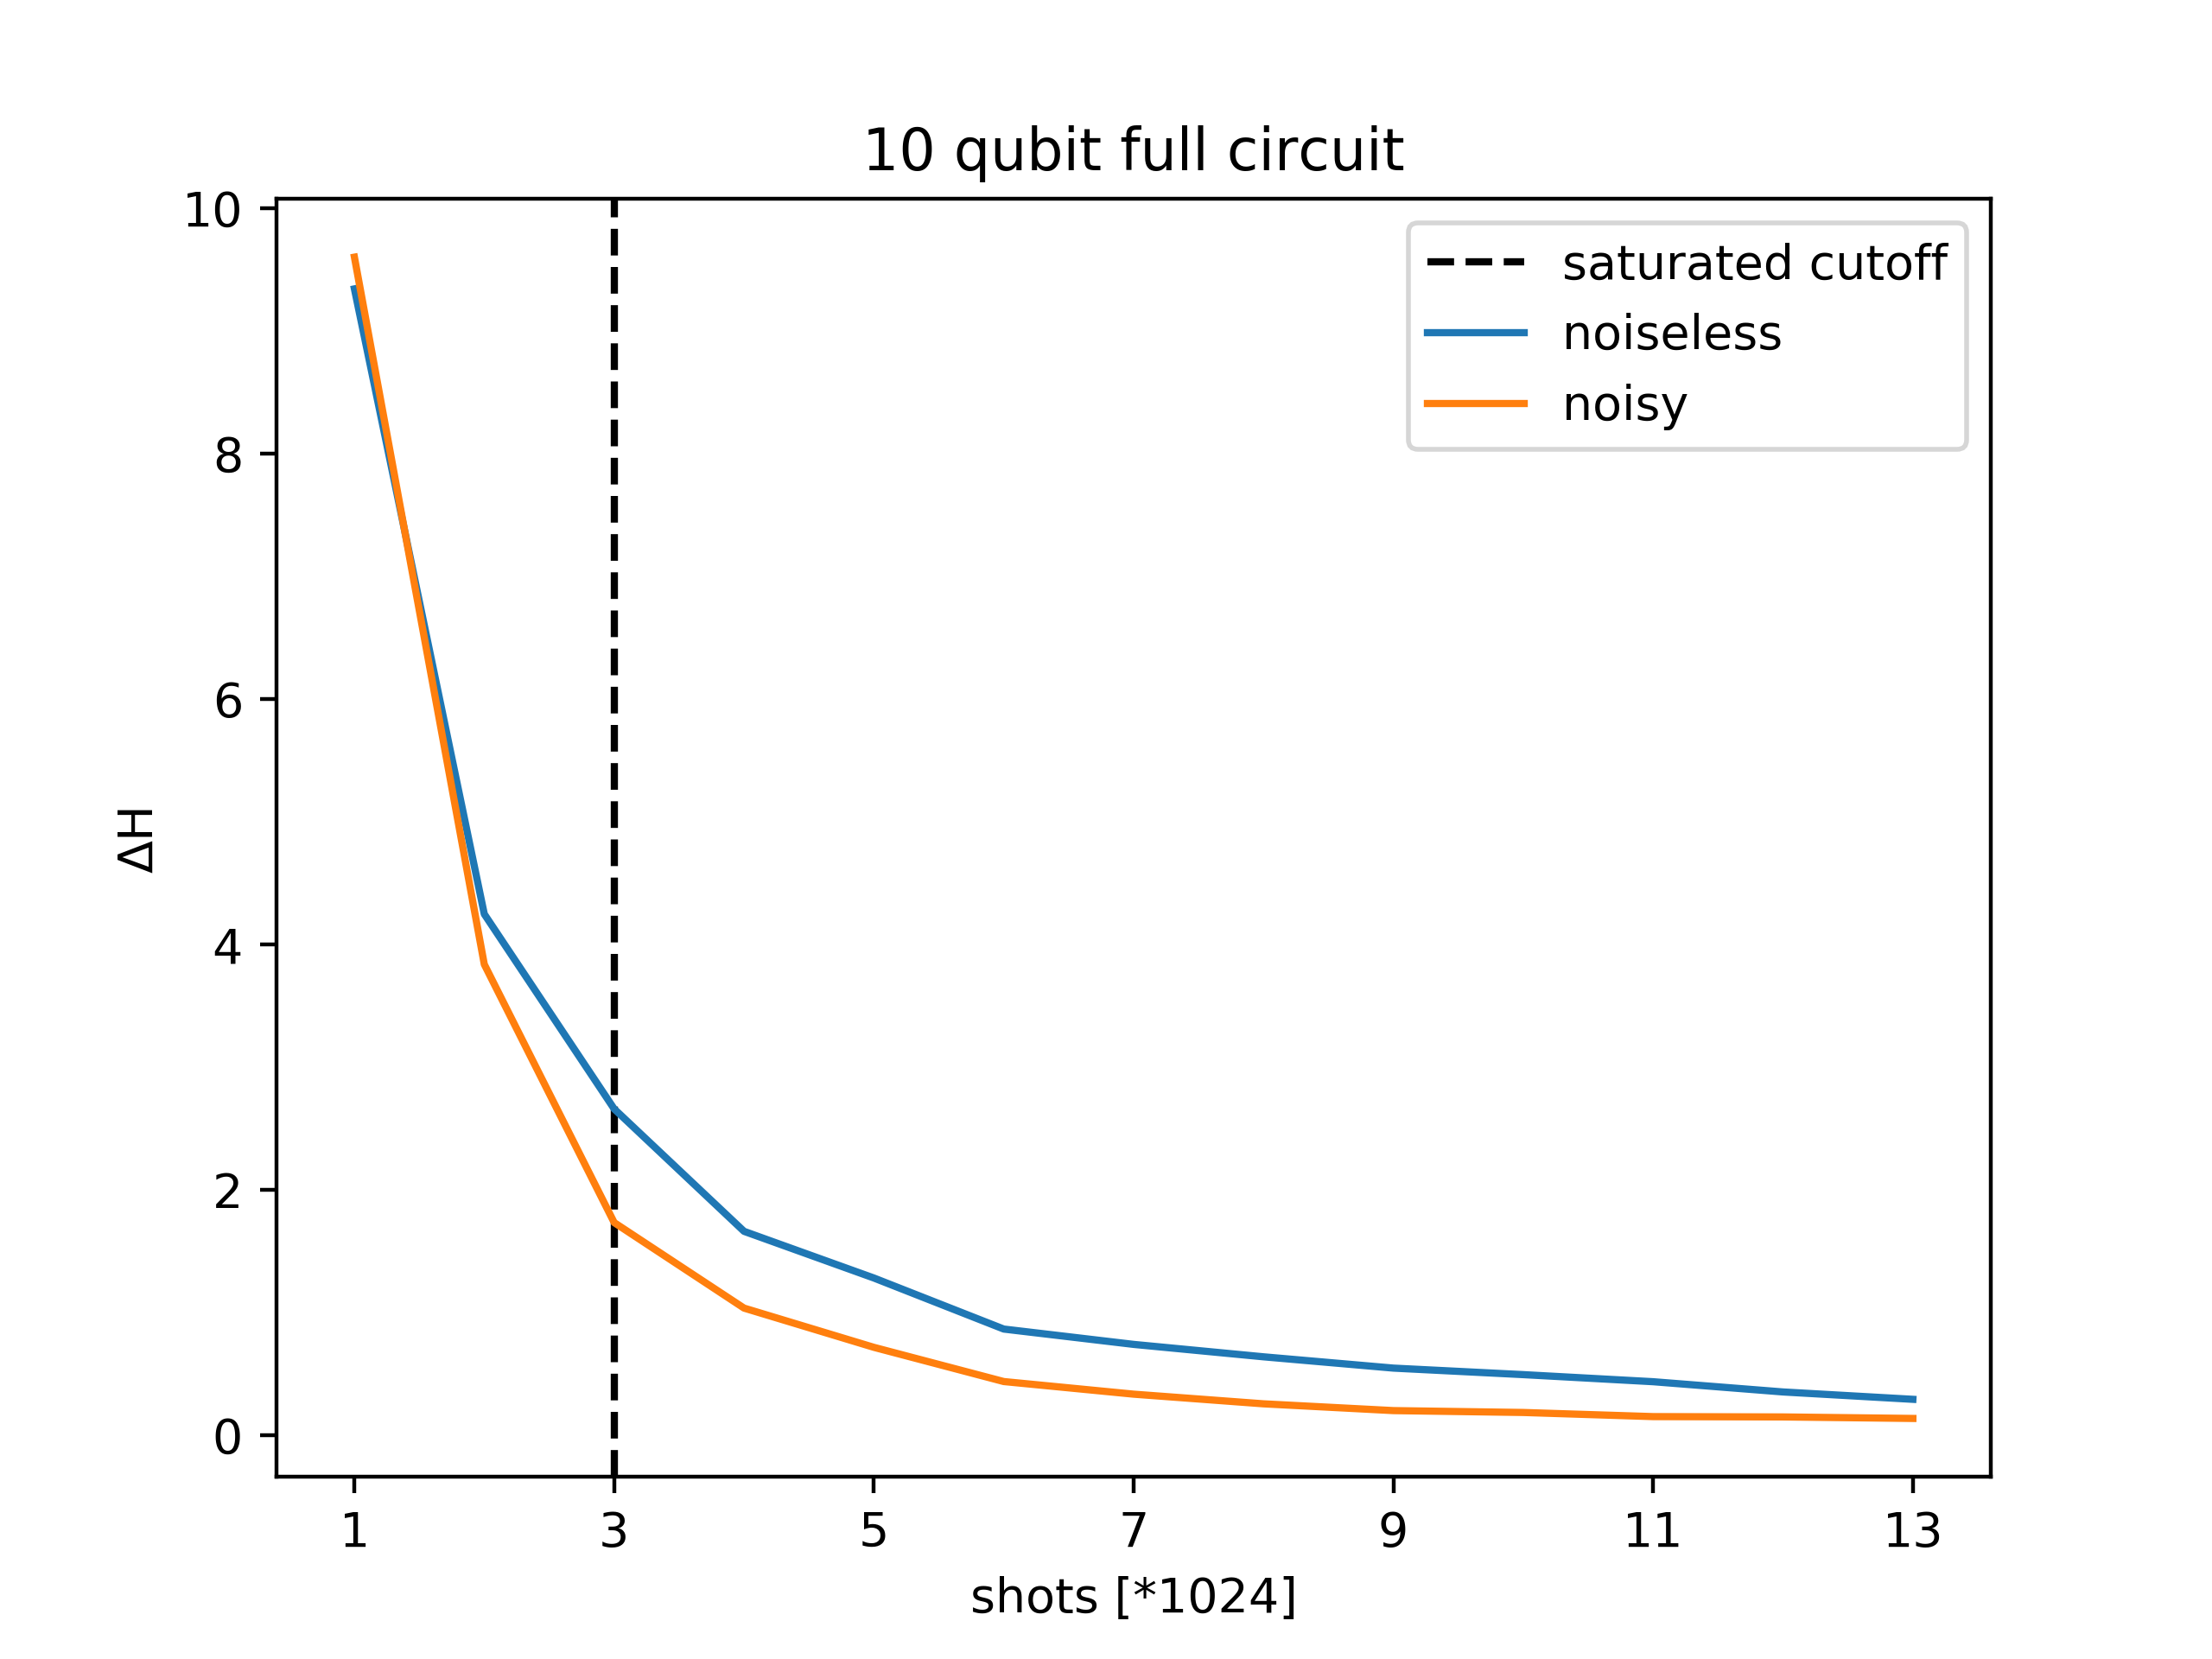 10 qubit full circuit
10
8
6
4
2
0
ΔH
saturated cutoff
noiseless
noisy
1 3 5 7 9 11 13
shots [*1024]